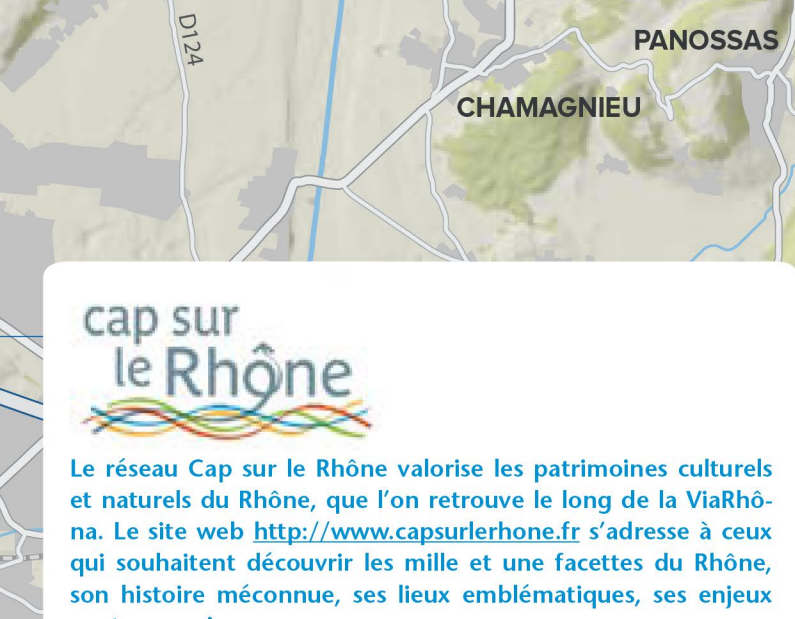 D124
PANOSSAS
CHAMAGNIEU
cap sur
le Rhône
Le réseau Cap sur le Rhône valorise les patrimoines culturels
et naturels du Rhône, que l’on retrouve le long de la ViaRhô-
na. Le site web http://www.capsurlerhone.fr s’adresse à ceux
qui souhaitent découvrir les mille et une facettes du Rhône,
son histoire méconnue, ses lieux emblématiques, ses enjeux